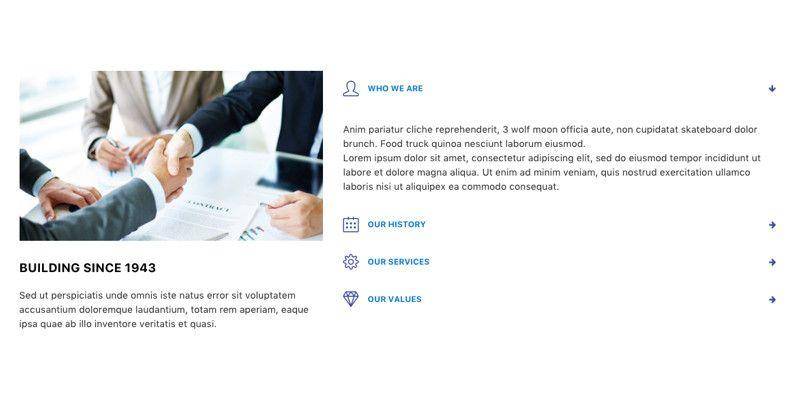 CONTRACT
BUILDING SINCE 1943
Sed ut perspiciatis unde omnis iste natus error sit voluptatem
accusantium doloremque laudantium, totam rem aperiam, eaque
ipsa quae ab illo inventore veritatis et quasi.
WHO WE ARE
Anim pariatur cliche reprehenderit, 3 wolf moon officia aute, non cupidatat skateboard dolor
brunch. Food truck quinoa nesciunt laborum eiusmod.
Lorem ipsum dolor sit amet, consectetur adipiscing elit, sed do eiusmod tempor incididunt ut
labore et dolore magna aliqua. Ut enim ad minim veniam, quis nostrud exercitation ullamco
laboris nisi ut aliquipex ea commodo consequat.
OUR HISTORY
OUR SERVICES
OUR VALUES